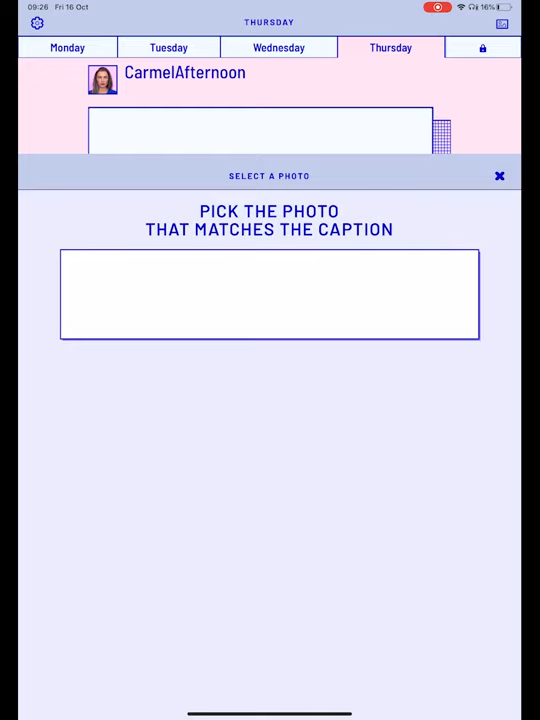 09:26 Fri 16 Oct
16%
THURSDAY
Monday
Tuesday
Wednesday
Thursday
CarmelAfternoon
SELECT A PHOTO
PICK THE PHOTO
THAT MATCHES THE CAPTION